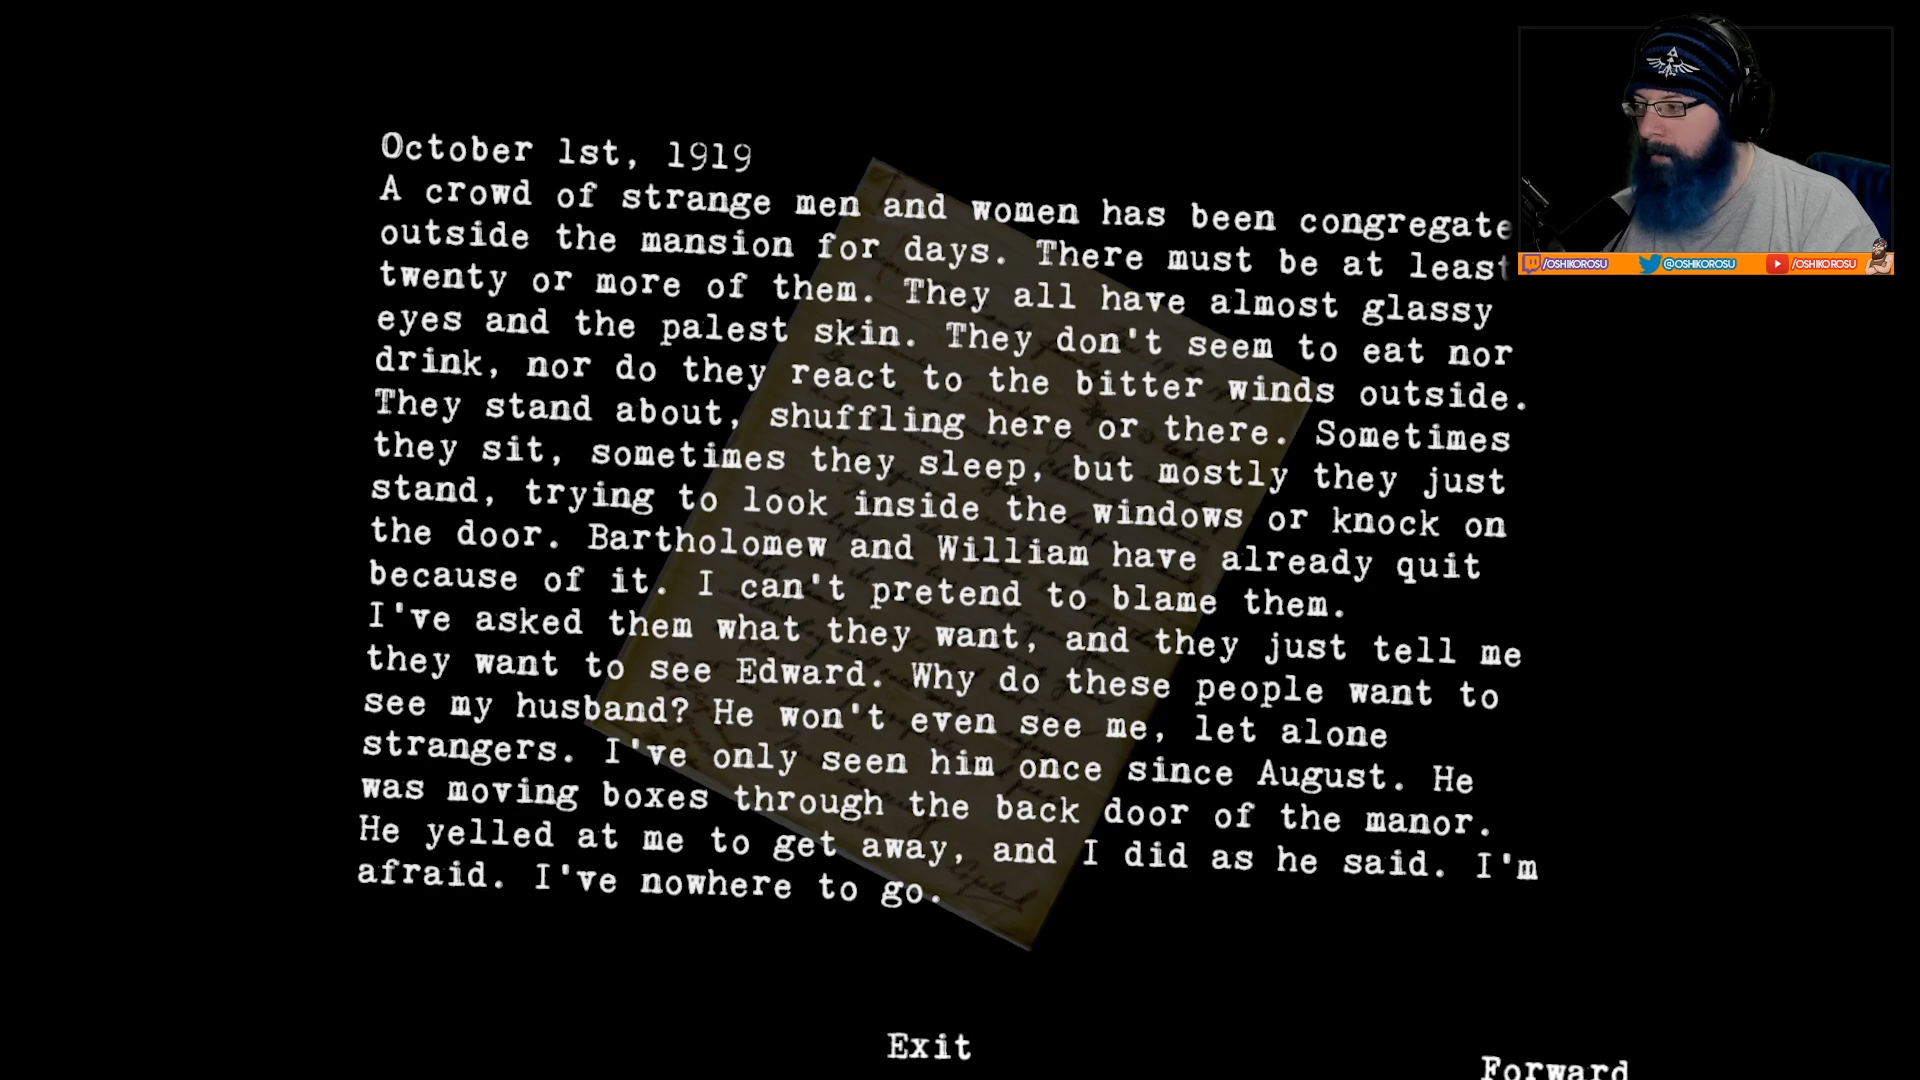 October 1st, 1919
A crowd of strange men and women has been congregate
outside the mansion for days. There must be at least
twenty or more of them. They all have almost glassy
eyes and the palest skin. They don't seem to eat nor
drink, nor do they react to the bitter winds outside.
They stand about, shuffling here or there. Sometimes
they sit, sometimes they sleep, but mostly they just
stand, trying to look inside the windows or knock on
the door. Bartholomew and William have already quit
because of it. I can't pretend to blame them.
I've asked them what they want, and they just tell me
they want to see Edward. Why do these people want to
see my husband? He won't even see me, let alone
strangers. I've only seen him once since August. He
was moving boxes through the back door of the manor.
He yelled at me to get away, and I did as he said. I'm
afraid. I've nowhere to go.
Exit
Forward
/OSHIKOROSU @OSHIKOROSU /OSHIKOROSU